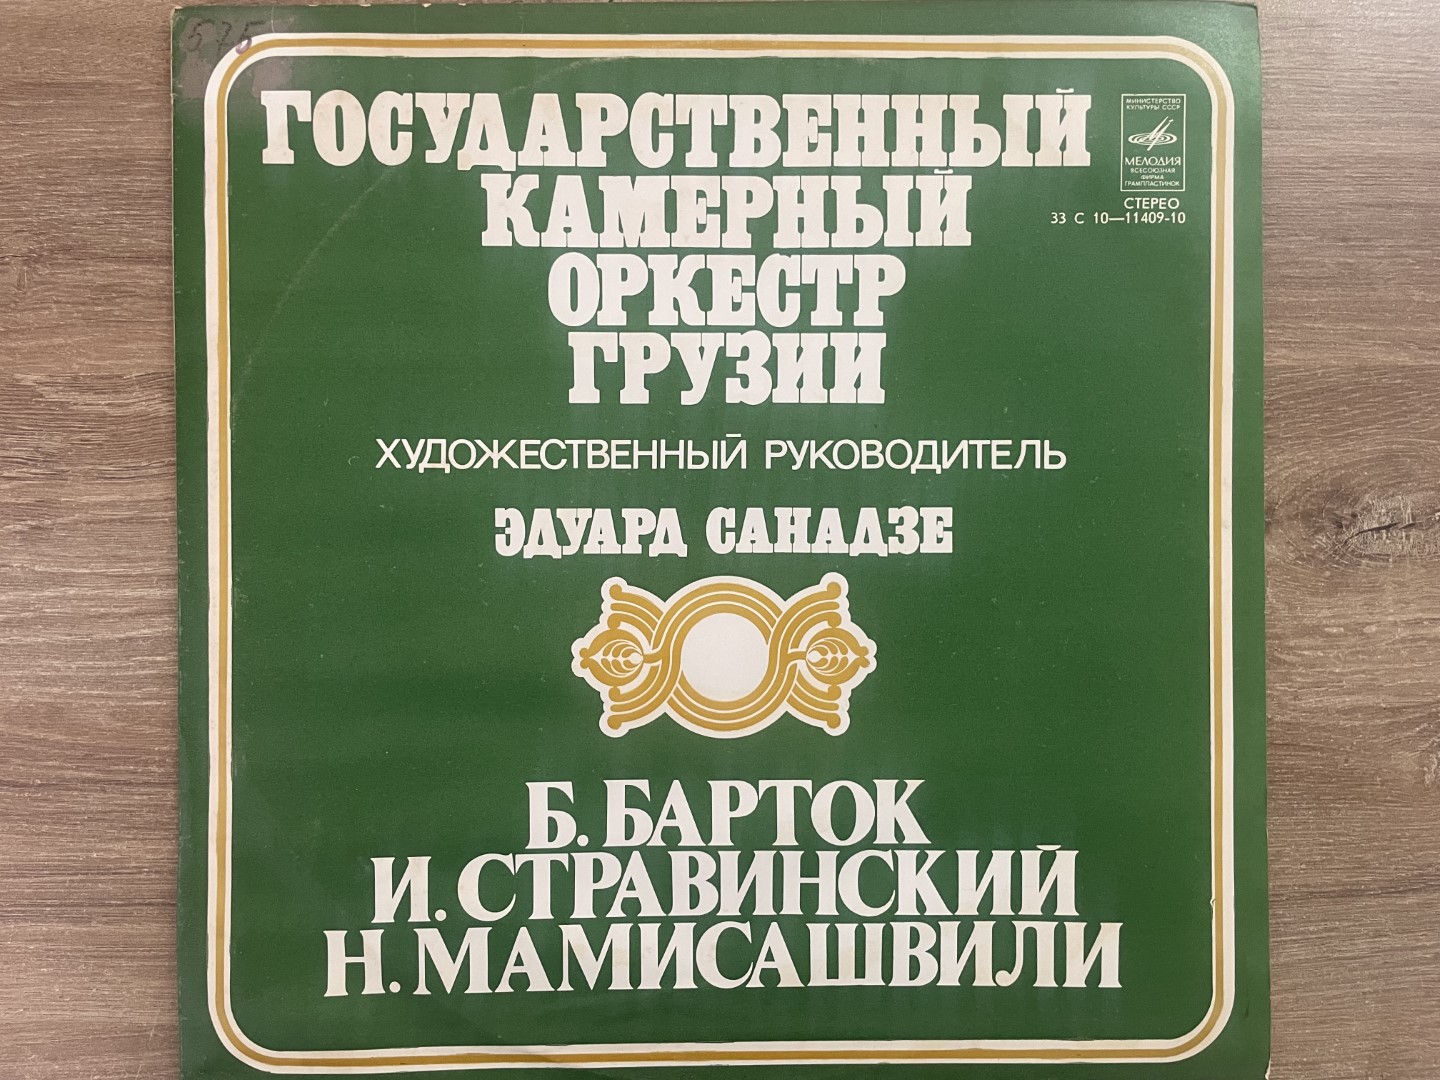 575
ГОСУДАРСТВЕННЫЙ
КАМЕРНЫЙ
ОРКЕСТР
ГРУЗИИ
МИНИСТЕРСТВО
КУЛЬТУРЫ СССР
МЕЛОДИЯ
ВСЕСОЮЗНАЯ
ФИРМА
ГРАМПЛАСТИНОК
СТЕРЕО
33 С 10—11409-10
ХУДОЖЕСТВЕННЫЙ РУКОВОДИТЕЛЬ
ЭДУАРД САНАДЗЕ
Б. БАРТОК
И. СТРАВИНСКИЙ
Н. МАМИСАШВИЛИ